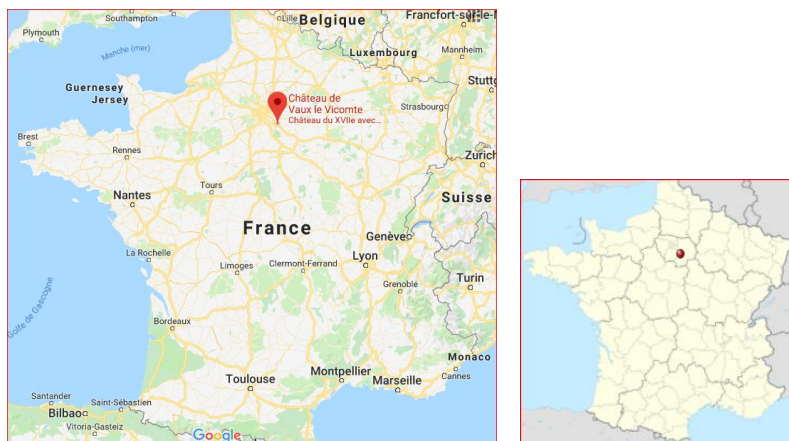 Plymouth
Southampton
Lille
Belgique
Francfort-sur-le-
Manche (mer)
Luxembourg
Mannheim
Guernesey
Jersey
Stuttg
Château de
Vaux le Vicomte
Château du XVIIe avec...
Strasbourg
Brest
Rennes
Zurich
Nantes
Tours
Suisse
France
Genève
La Rochelle
Limoges
Clermont-Ferrand
Lyon
Turin
Grenoble
Golfe de Gascogne
Bordeaux
Monaco
Cannes
Toulouse
Montpellier
Marseille
Santander
Saint-Sébastien
Bilbao
Vitoria-Gasteiz
Google